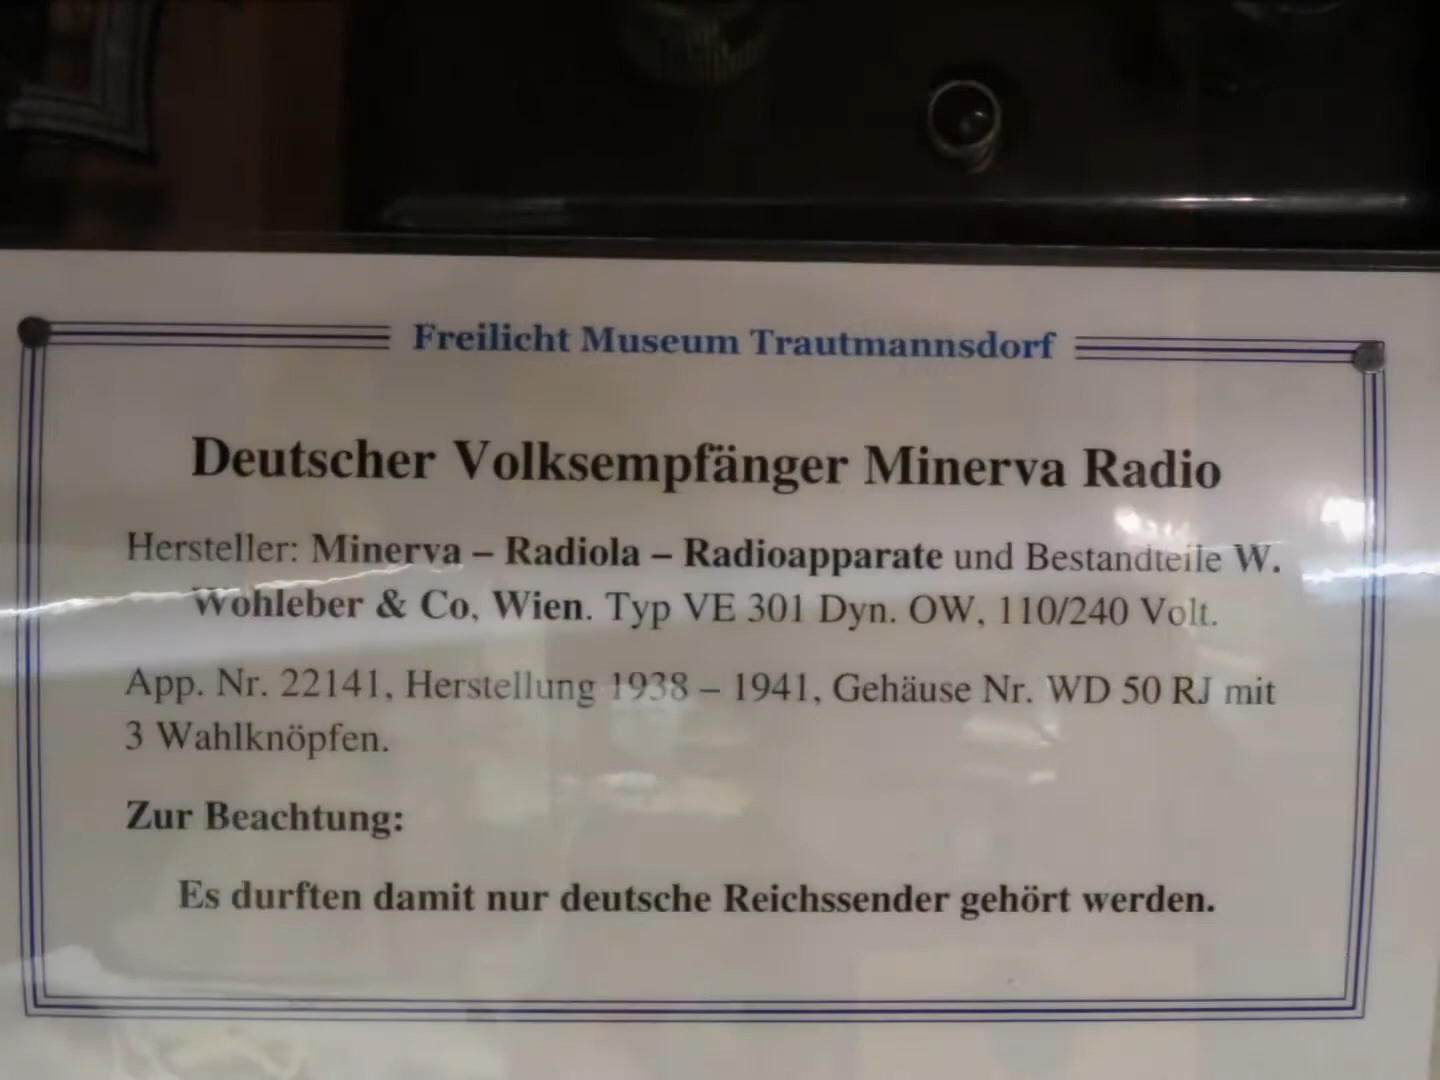 Freilicht Museum Trautmannsdorf
Deutscher Volksempfänger Minerva Radio
Hersteller: Minerva – Radiola – Radioapparate und Bestandteile W.
Wohleber & Co, Wien. Typ VE 301 Dyn. OW, 110/240 Volt.
App. Nr. 22141, Herstellung 1938 – 1941, Gehäuse Nr. WD 50 RJ mit
3 Wahlknöpfen.
Zur Beachtung:
Es durften damit nur deutsche Reichssender gehört werden.